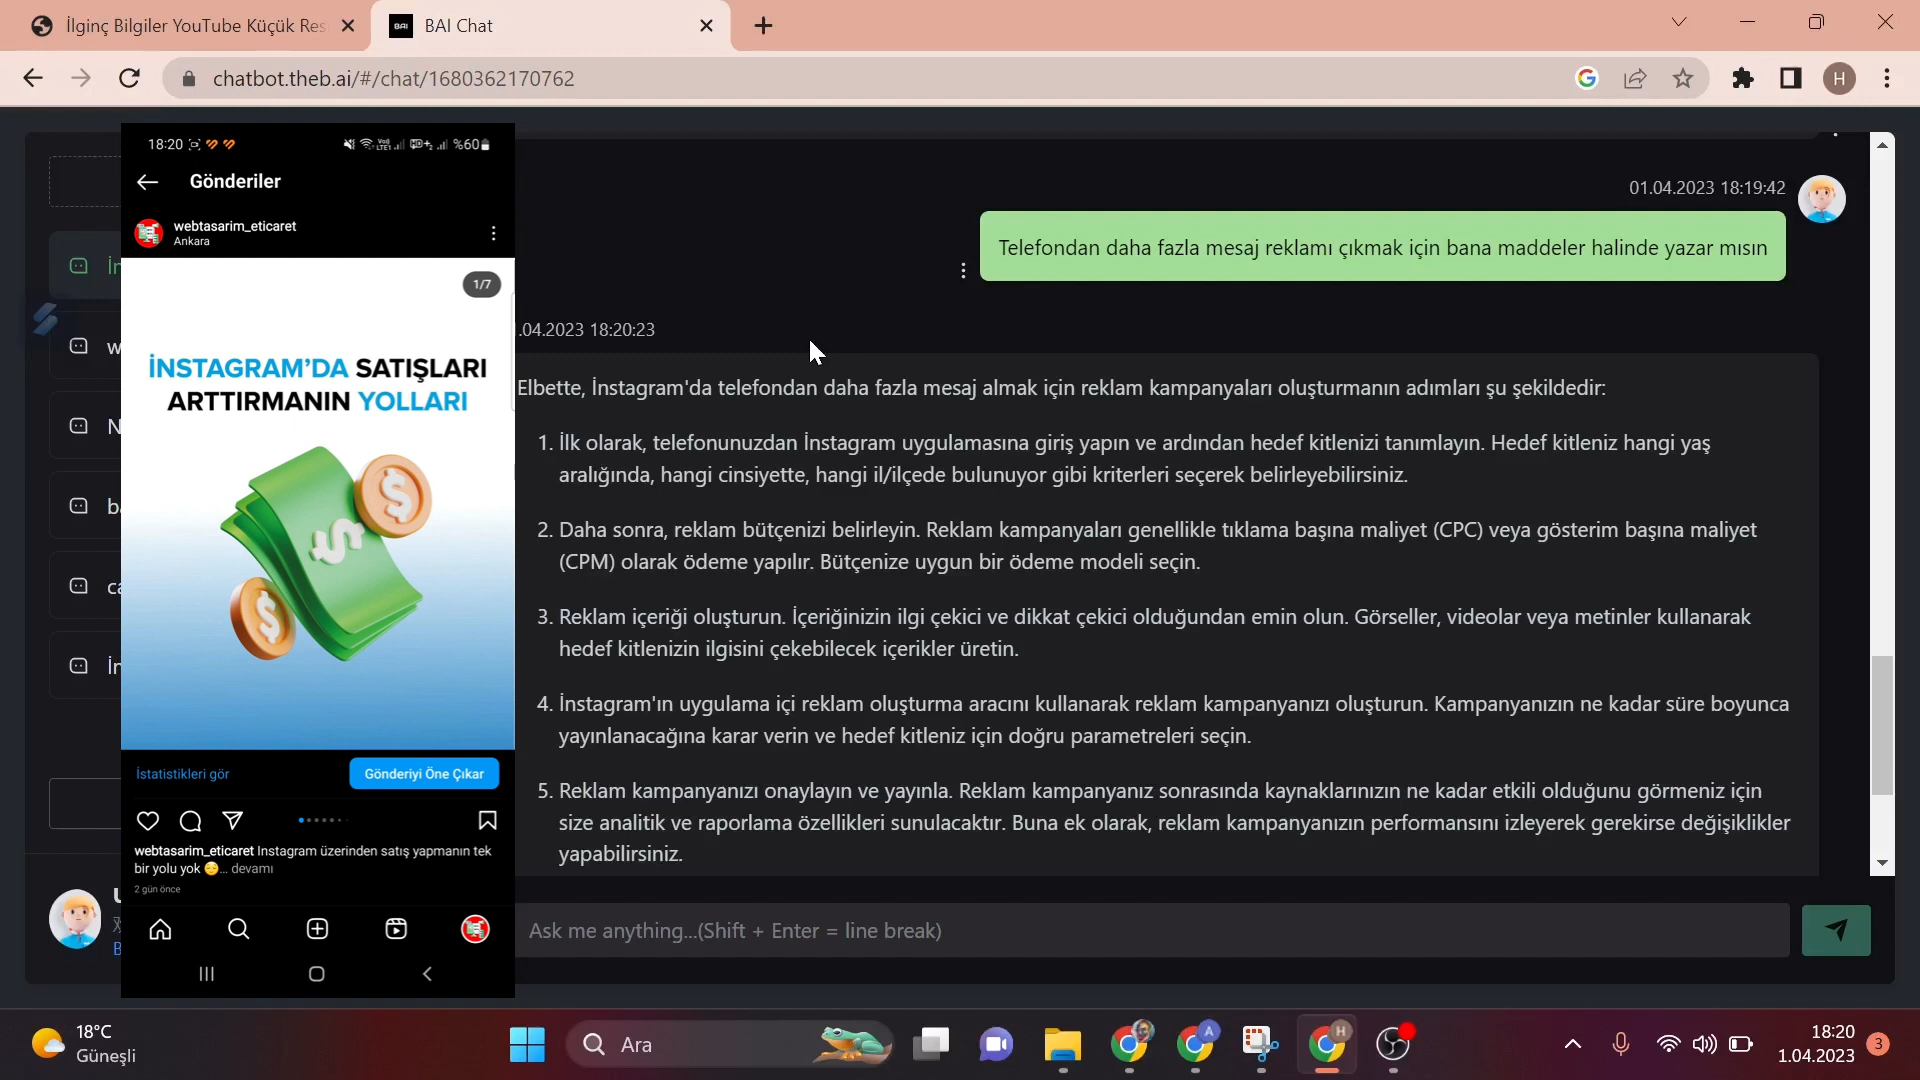 İlginç Bilgiler YouTube Küçük Res
BAI
BAI Chat
chatbot.theb.ai/#/chat/1680362170762
H
18:20
%60
Gönderiler
webtasarim_eticaret
Ankara
1/7
İNSTAGRAM'DA SATIŞLARI
ARTTIRMANIN YOLLARI
İstatistikleri gör
Gönderiyi Öne Çıkar
webtasarim_eticaret Instagram üzerinden satış yapmanın tek
bir yolu yok 😏... devamı
2 gün önce
01.04.2023 18:19:42
Telefondan daha fazla mesaj reklamı çıkmak için bana maddeler halinde yazar mısın
.04.2023 18:20:23
Elbette, İnstagram'da telefondan daha fazla mesaj almak için reklam kampanyaları oluşturmanın adımları şu şekildedir:
1. İlk olarak, telefonunuzdan İnstagram uygulamasına giriş yapın ve ardından hedef kitlenizi tanımlayın. Hedef kitleniz hangi yaş
aralığında, hangi cinsiyette, hangi il/ilçede bulunuyor gibi kriterleri seçerek belirleyebilirsiniz.
2. Daha sonra, reklam bütçenizi belirleyin. Reklam kampanyaları genellikle tıklama başına maliyet (CPC) veya gösterim başına maliyet
(CPM) olarak ödeme yapılır. Bütçenize uygun bir ödeme modeli seçin.
3. Reklam içeriği oluşturun. İçeriğinizin ilgi çekici ve dikkat çekici olduğundan emin olun. Görseller, videolar veya metinler kullanarak
hedef kitlenizin ilgisini çekebilecek içerikler üretin.
4. İnstagram'ın uygulama içi reklam oluşturma aracını kullanarak reklam kampanyanızı oluşturun. Kampanyanızın ne kadar süre boyunca
yayınlanacağına karar verin ve hedef kitleniz için doğru parametreleri seçin.
5. Reklam kampanyanızı onaylayın ve yayınla. Reklam kampanyanız sonrasında kaynaklarınızın ne kadar etkili olduğunu görmeniz için
size analitik ve raporlama özellikleri sunulacaktır. Buna ek olarak, reklam kampanyanızın performansını izleyerek gerekirse değişiklikler
yapabilirsiniz.
Ask me anything...(Shift + Enter = line break)
18°C
Güneşli
Ara
A
H
18:20
1.04.2023
3